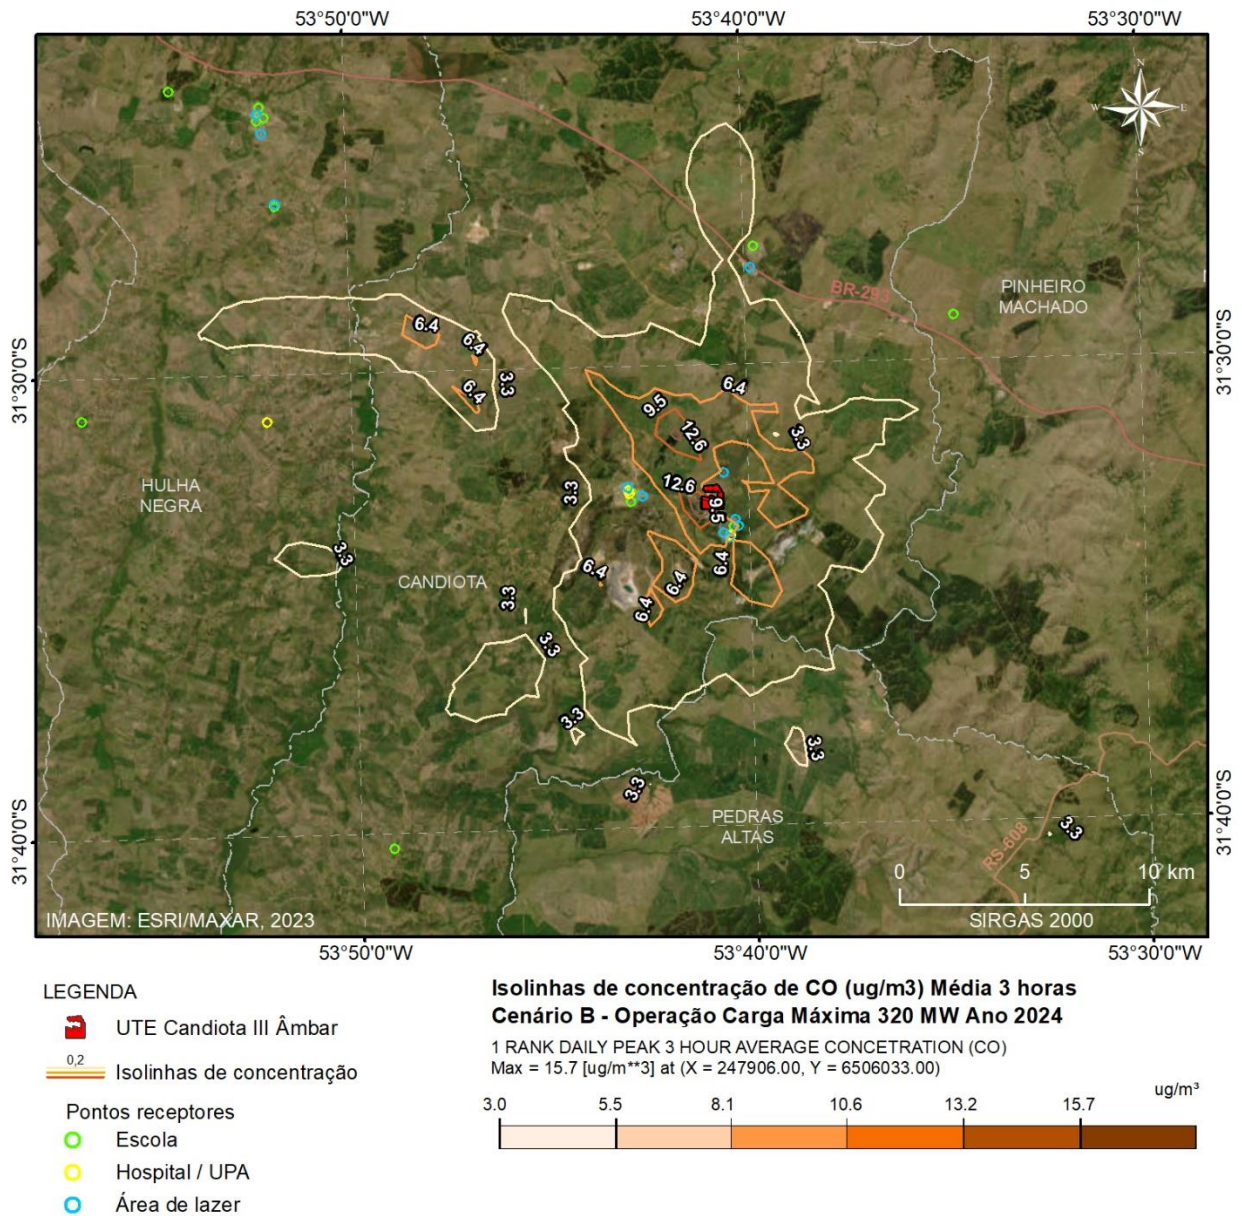 53°50'0"W
53°40'0"W
53°30'0"W
N
W
E
S
BR-293
PINHEIRO
MACHADO
6.4
6.4
31°30'0"S
31°30'0"S
3.3
6.4
6.4
9.5
12.6
3.3
HULHA
NEGRA
3.3
12.6
9.5
3.3
CANDIOTA
6.4
6.4
6.4
3.3
6.4
3.3
3.3
3.3
3.3
PEDRAS
ALTAS
3.3
31°40'0"S
31°40'0"S
RS-608
0
5
10 km
IMAGEM: ESRI/MAXAR, 2023
SIRGAS 2000
53°50'0"W
53°40'0"W
53°30'0"W
LEGENDA
UTE Candiota III Âmbar
0,2
Isolinhas de concentração
Pontos receptores
Escola
Hospital / UPA
Área de lazer
Isolinhas de concentração de CO (ug/m3) Média 3 horas
Cenário B - Operação Carga Máxima 320 MW Ano 2024
1 RANK DAILY PEAK 3 HOUR AVERAGE CONCETRATION (CO)
Max = 15.7 [ug/m**3] at (X = 247906.00, Y = 6506033.00)
ug/m³
3.0
5.5
8.1
10.6
13.2
15.7